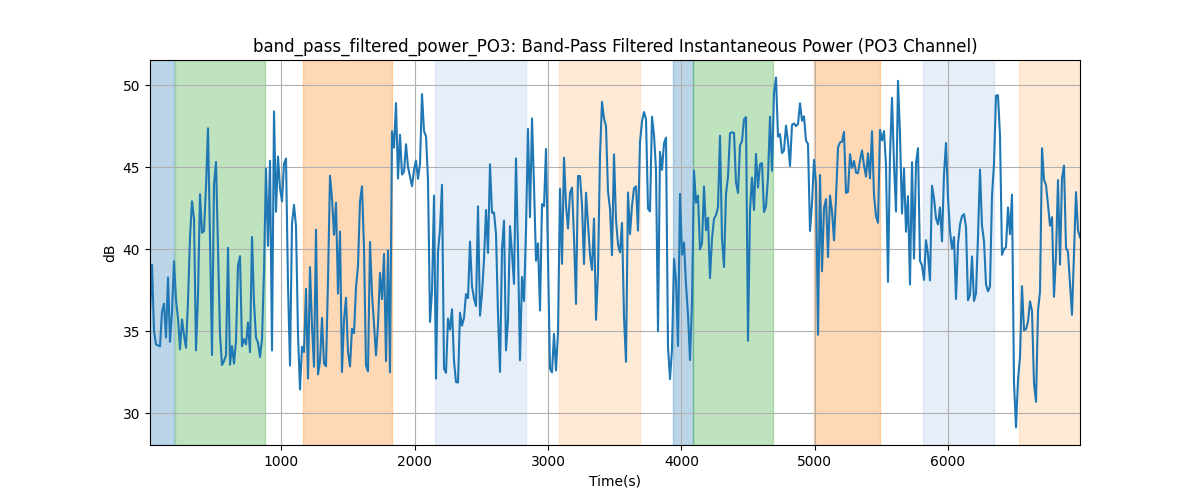 band_pass_filtered_power_PO3: Band-Pass Filtered Instantaneous Power (PO3 Channel)
50
45
40
35
30
dB
1000 2000 3000 4000 5000 6000
Time(s)